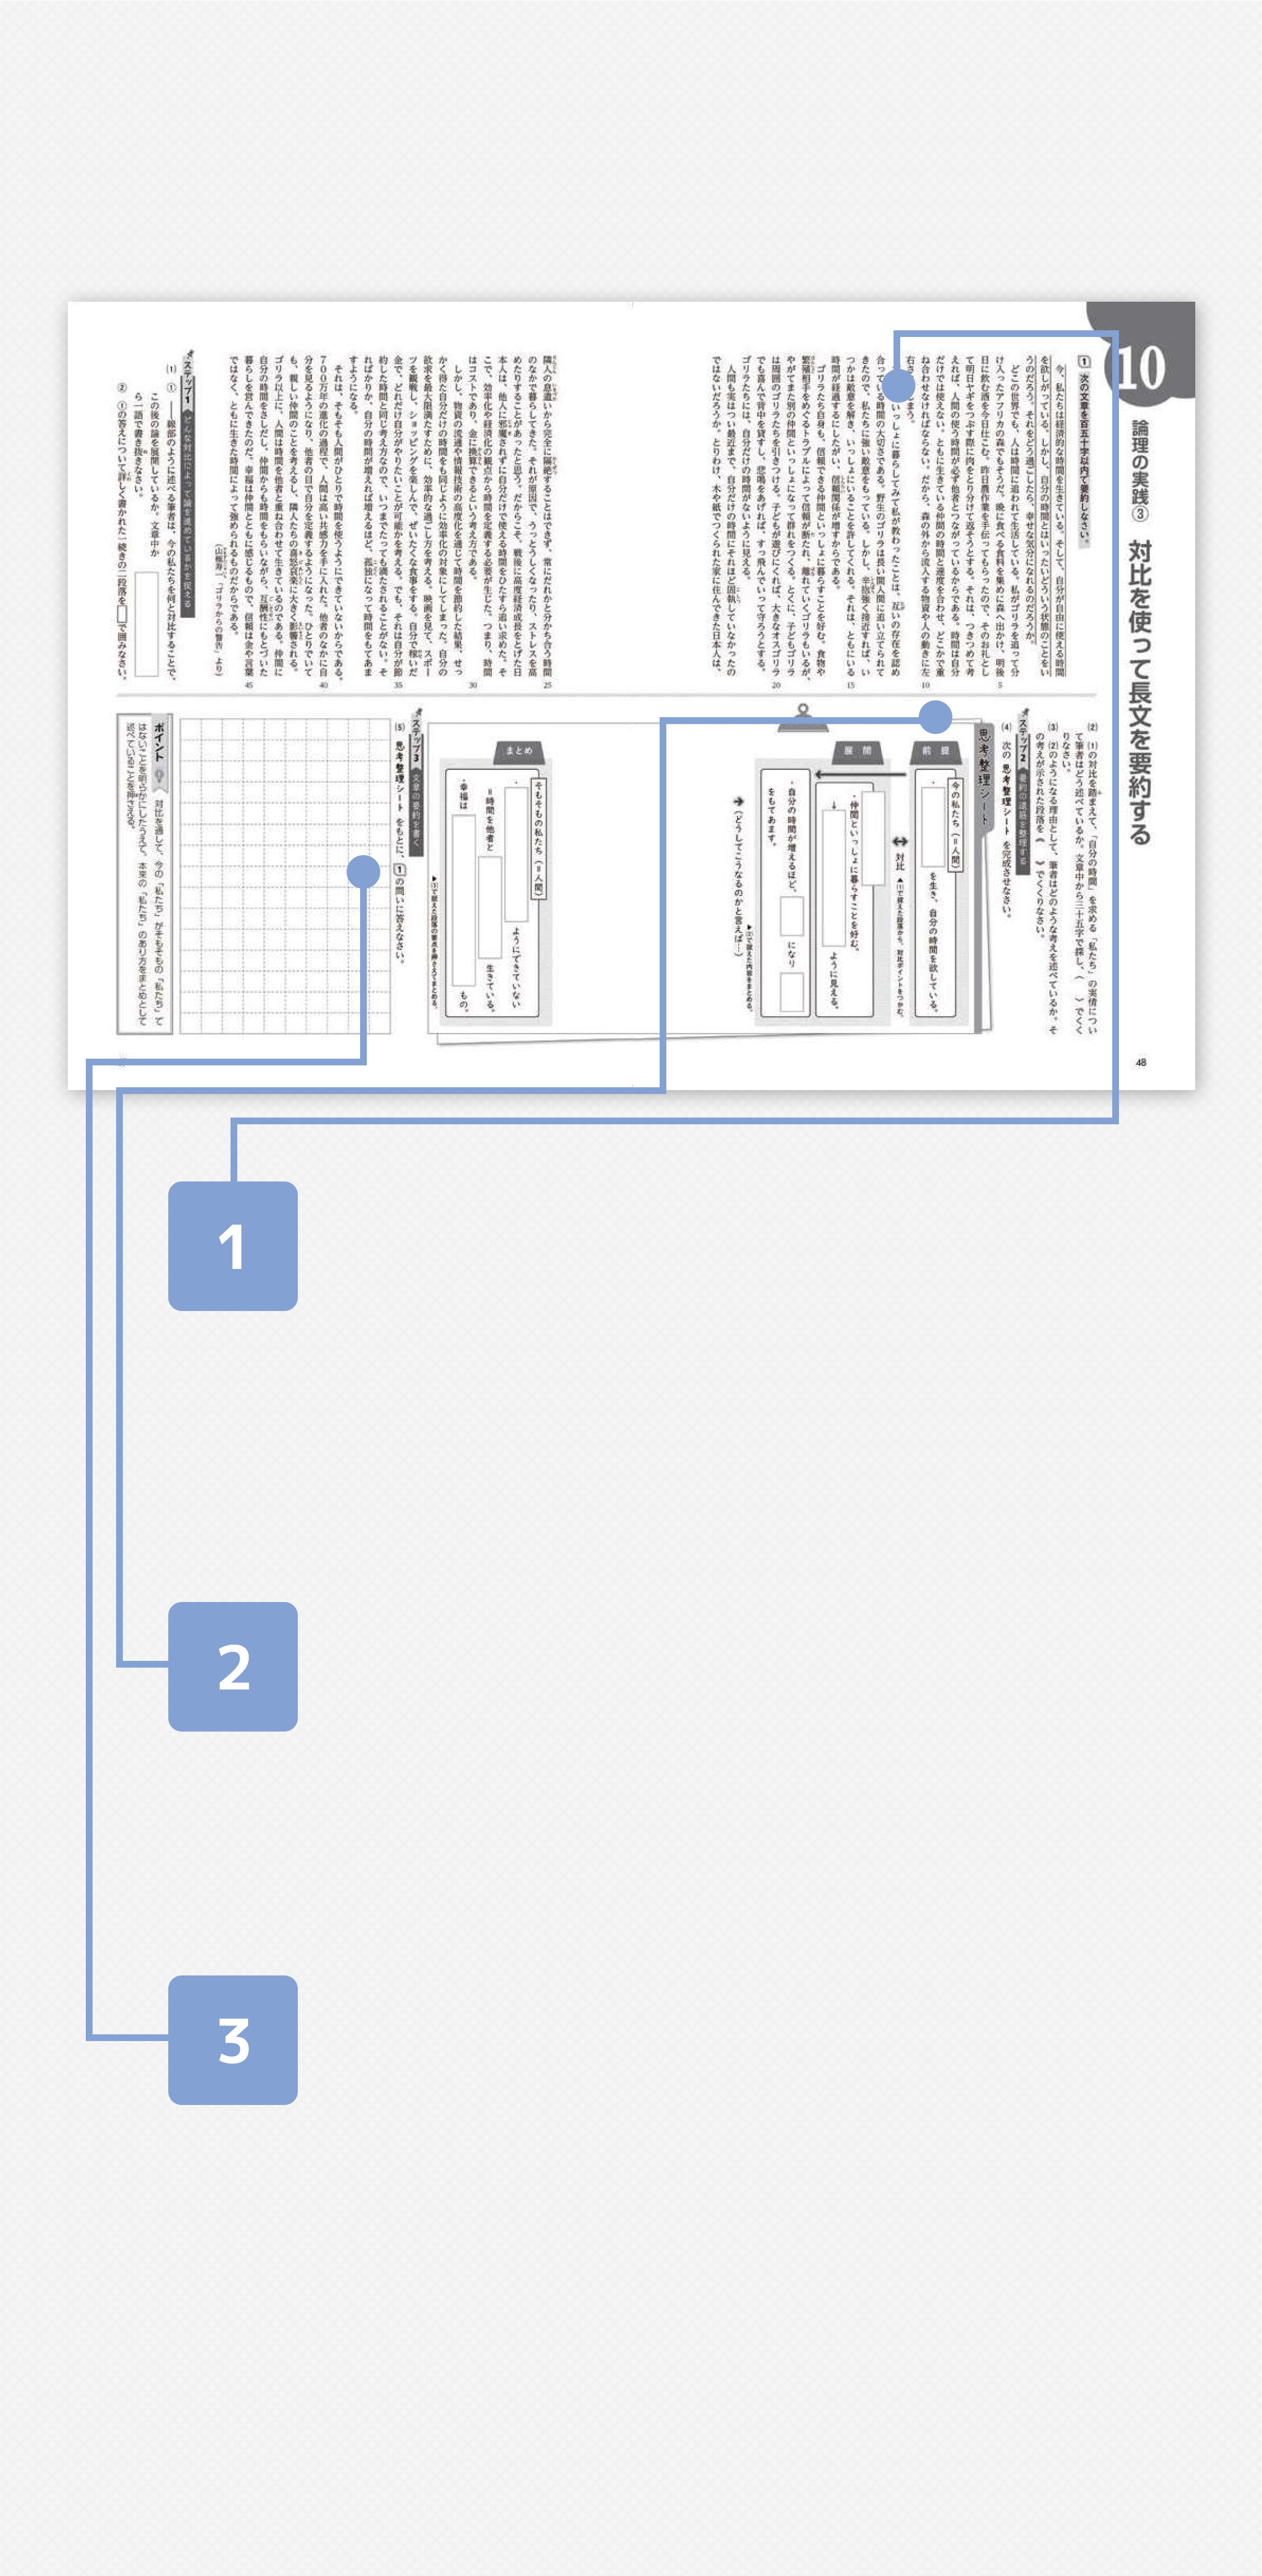 10
論理の実践③ 対比を使って長文を要約する
1 次の文章を百五十字以内で要約しなさい。
今、私たちは経済的な時間を生きている。そして、自分が自由に使える時間
を欲しがっている。しかし、自分の時間とはいったいどういう状態のことをい
うのだろう。それをどう過ごしたら、幸せな気分になれるのだろうか。
どこの世界でも、人は時間に追われて生活している。私がゴリラを追って分
け入ったアフリカの森でもそうだ。晩に食べる食料を集めに森へ出かけ、明後
日に飲む酒を今日仕こむ。昨日農作業を手伝ってもらったので、そのお礼とし
て明日ヤギをつぶす際に肉をとり分けて返そうとする。それは、つきつめて考
えれば、人間の使う時間が必ず他者とつながっているからである。時間は自分
だけでは使えない。ともに生きている仲間の時間と速度を合わせ、どこかで重
ね合わせなければならない。だから、森の外から流入する物資や人の動きに左
いっしょに暮らしてみて私が教わったことは、互いの存在を認め
合っている時間の大切さである。野生のゴリラは長い間人間に追い立てられて
きたので、私たちに強い敵意をもっている。しかし、辛抱強く接近すれば、い
つかは敵意を解き、いっしょにいることを許してくれる。それは、ともにいる
時間が経過するにしたがい、信頼関係が増すからである。
ゴリラたち自身も、信頼できる仲間といっしょに暮らすことを好む。食物や
繁殖相手をめぐるトラブルによって信頼が断たれ、離れていくゴリラもいるが、
やがてまた別の仲間といっしょになって群れをつくる。とくに、子どもゴリラ
は周囲のゴリラたちを引きつける。子どもが遊びにくれば、大きなオスゴリラ
でも喜んで背中を貸すし、悲鳴をあげれば、すっ飛んでいって守ろうとする。
ゴリラたちには、自分だけの時間がないように見える。
人間も実はつい最近まで、自分だけの時間にそれほど固執していなかったの
ではないだろうか。とりわけ、木や紙でつくられた家に住んできた日本人は、
隣人の息遣いから完全に隔絶することはできず、常にだれかと分かち合う時間
のなかで暮らしてきた。それが原因で、うっとうしくなったり、ストレスを高
めたりすることがあったと思う。だからこそ、戦後に高度経済成長をとげた日
本人は、他人に邪魔されずに自分だけで使える時間をひたすら追い求めた。そ
こで、効率化や経済化の観点から時間を定義する必要が生じた。つまり、時間
はコストであり、金に換算できるという考え方である。
しかし、物資の流通や情報技術の高度化を通じて時間を節約した結果、せっ
かく得た自分だけの時間をも同じように効率化の対象にしてしまった。自分の
欲求を最大限満たすために、効率的な過ごし方を考える。映画を見て、スポー
ツを観戦し、ショッピングを楽しんで、ぜいたくな食事をする。自分で稼いだ
金で、どれだけ自分がやりたいことが可能かを考える。でも、それは自分が節
約した時間と同じ考え方なので、いつまでたっても満たされることがない。そ
ればかりか、自分の時間が増えれば増えるほど、孤独になって時間をもてあま
すようになる。
それは、そもそも人間がひとりで時間を使うようにできていないからである。
700万年の進化の過程で、人間は高い共感力を手に入れた。他者のなかに自
分を見るようになり、他者の目で自分を定義するようになった。ひとりでいて
も、親しい仲間のことを考えるし、隣人たちの喜怒哀楽に大きく影響される。
ゴリラ以上に、人間は時間を他者と重ね合わせて生きているのである。仲間に
自分の時間をさしだし、仲間からも時間をもらいながら、互酬性にもとづいた
暮らしを営んできたのだ。幸福は仲間とともに感じるもので、信頼は金や言葉
ではなく、ともに生きた時間によって強められるものだからである。
(山極寿一「ゴリラからの警告」より)
5
10
15
20
25
30
35
40
45
ステップ1 どんな対比によって論を進めているかを捉える
(1) ① ――線部のように述べる筆者は、今の私たちを何と対比することで、
この後の論を展開しているか。文章中か
ら一語で書き抜きなさい。
② ①の答えについて詳しく書かれた一続きの二段落を□で囲みなさい。
(2) (1)の対比を踏まえて、「自分の時間」を求める「私たち」の実情につい
て筆者はどう述べているか。文章中から三十五字で探し、〈 〉でくく
りなさい。
(3) (2)のようになる理由として、筆者はどのような考えを述べているか。そ
の考えが示された段落を《 》でくくりなさい。
ステップ2 要約の道筋を整理する
(4) 次の 思考整理シート を完成させなさい。
思考整理シート
前提
今の私たち(=人間)
・ を生き、自分の時間を欲している。
対比 ▲(1)で捉えた段落から、対比ポイントをつかむ。
展開
・仲間といっしょに暮らすことを好む。
→ ように見える。
・自分の時間が増えるほど、 になり
をもてあます。
▶(2)で捉えた内容をまとめる。
→(どうしてこうなるのかと言えば…)
まとめ
そもそもの私たち(=人間)
ようにできていない
=時間を他者と 生きている。
・幸福は もの。
▶(3)で捉えた段落の要点を押さえてまとめる。
ステップ3 文章の要約を書く
(5) 思考整理シート をもとに、1の問いに答えなさい。
ポイント 対比を通して、今の「私たち」がそもそもの「私たち」で
はないことを明らかにしたうえで、本来の「私たち」のあり方をまとめとして
述べていることを押さえる。
48
1
2
3